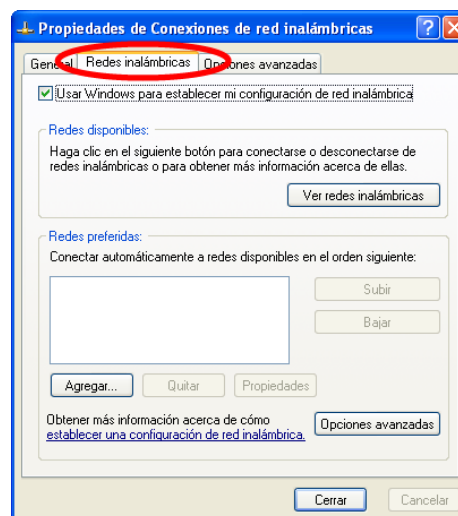 Propiedades de Conexiones de red inalámbricas
General Redes inalámbricas Opciones avanzadas
Usar Windows para establecer mi configuración de red inalámbrica
Redes disponibles:
Haga clic en el siguiente botón para conectarse o desconectarse de
redes inalámbricas o para obtener más información acerca de ellas.
Ver redes inalámbricas
Redes preferidas:
Conectar automáticamente a redes disponibles en el orden siguiente:
Subir
Bajar
Agregar... Quitar Propiedades
Obtener más información acerca de cómo
establecer una configuración de red inalámbrica.
Opciones avanzadas
Cerrar Cancelar